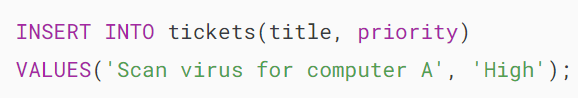 INSERT INTO tickets(title, priority)
VALUES('Scan virus for computer A', 'High');